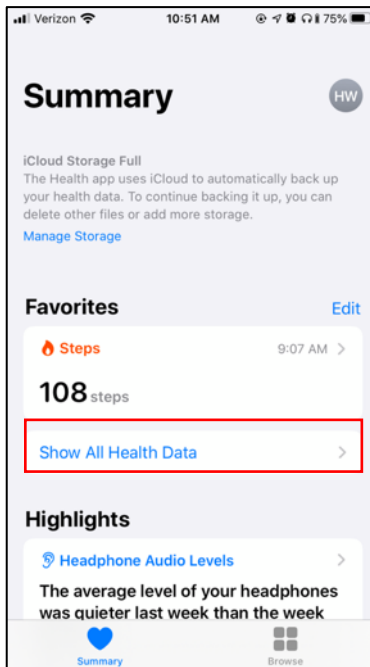 Verizon 10:51 AM 75%
Summary
HW
iCloud Storage Full
The Health app uses iCloud to automatically back up
your health data. To continue backing it up, you can
delete other files or add more storage.
Manage Storage
Favorites Edit
Steps 9:07 AM
108 steps
Show All Health Data
Highlights
Headphone Audio Levels
The average level of your headphones
was quieter last week than the week
Summary Browse